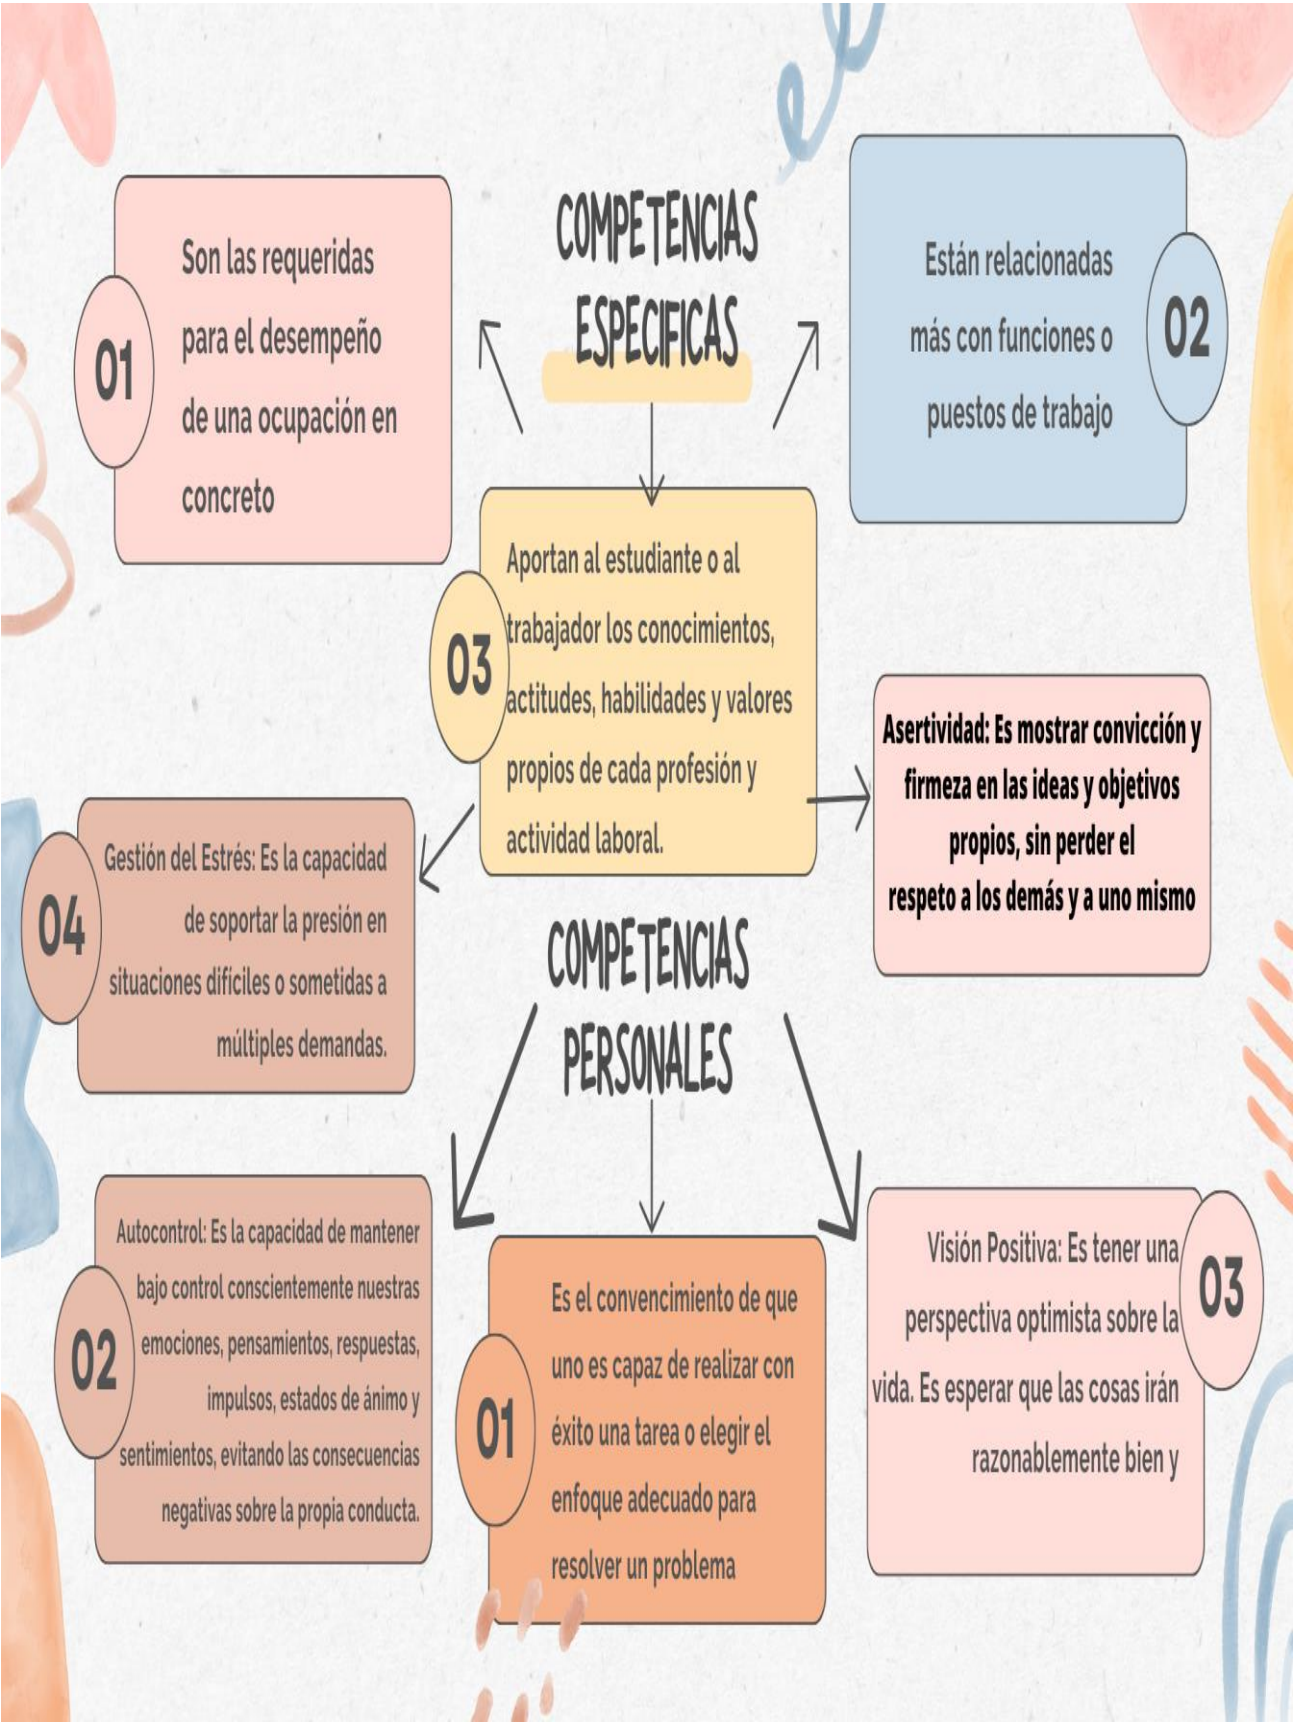 COMPETENCIAS
ESPECIFICAS
01
Son las requeridas
para el desempeño
de una ocupación en
concreto
02
Están relacionadas
más con funciones o
puestos de trabajo
03
Aportan al estudiante o al
trabajador los conocimientos,
actitudes, habilidades y valores
propios de cada profesión y
actividad laboral.
Asertividad: Es mostrar convicción y
firmeza en las ideas y objetivos
propios, sin perder el
respeto a los demás y a uno mismo
04
Gestión del Estrés: Es la capacidad
de soportar la presión en
situaciones difíciles o sometidas a
múltiples demandas.
COMPETENCIAS
PERSONALES
02
Autocontrol: Es la capacidad de mantener
bajo control conscientemente nuestras
emociones, pensamientos, respuestas,
impulsos, estados de ánimo y
sentimientos, evitando las consecuencias
negativas sobre la propia conducta.
01
Es el convencimiento de que
uno es capaz de realizar con
éxito una tarea o elegir el
enfoque adecuado para
resolver un problema
03
Visión Positiva: Es tener una
perspectiva optimista sobre la
vida. Es esperar que las cosas irán
razonablemente bien y